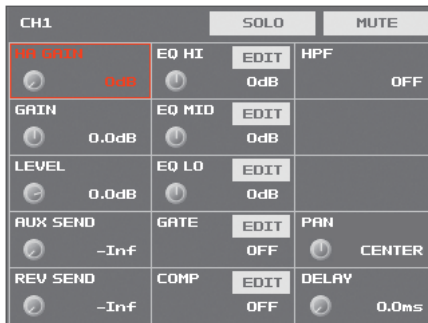 CH1 SOLO MUTE
HA GAIN EQ HI EDIT HPF
0dB 0dB OFF
GAIN EQ MID EDIT
0.0dB 0dB
LEVEL EQ LO EDIT
0.0dB 0dB
AUX SEND GATE EDIT PAN
-Inf OFF CENTER
REV SEND COMP EDIT DELAY
-Inf OFF 0.0ms